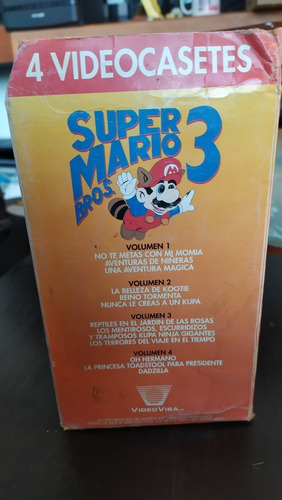 4 VIDEOCASETES
SUPER
MARIO 3
BROS.
VOLUMEN 1
NO TE METAS CON MI MOMIA
AVENTURAS DE NIÑERAS
UNA AVENTURA MAGICA
VOLUMEN 2
LA BELLEZA DE KOOTIE
REINO TORMENTA
NUNCA LE CREAS A UN KUPA
VOLUMEN 3
REPTILES EN EL JARDIN DE LAS ROSAS
LOS MENTIROSOS, ESCURRIDIZOS
Y TRAMPOSOS KUPA NINJA GIGANTES
LOS TERRORES DEL VIAJE EN EL TIEMPO
VOLUMEN 4
OH HERMANO
LA PRINCESA TOADSTOOL PARA PRESIDENTE
DADZILLA
VIDEOVISA